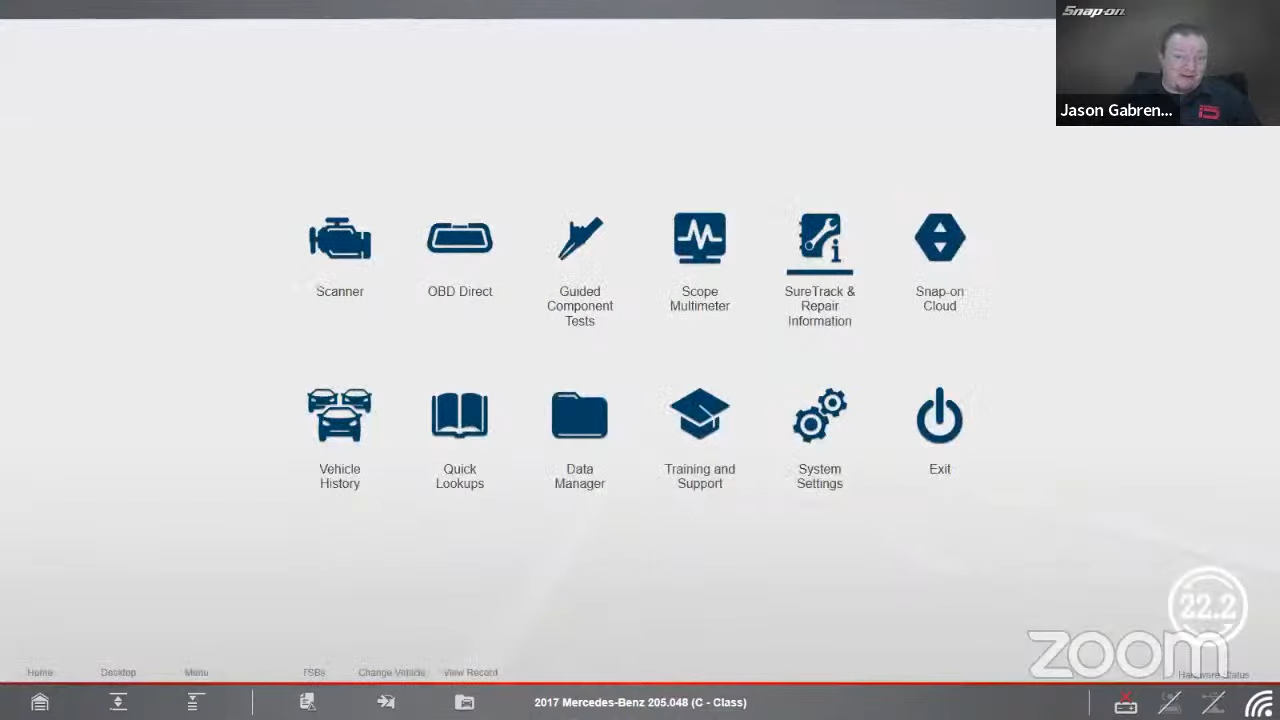 Snap-on
Jason Gabren...
Scanner
OBD Direct
Guided
Component
Tests
Scope
Multimeter
SureTrack &
Repair
Information
Snap-on
Cloud
Vehicle
History
Quick
Lookups
Data
Manager
Training and
Support
System
Settings
Exit
22.2
zoom
Home
Desktop
Menu
TSBs
Change Vehicle
View Record
Hardware Status
2017 Mercedes-Benz 205.048 (C - Class)